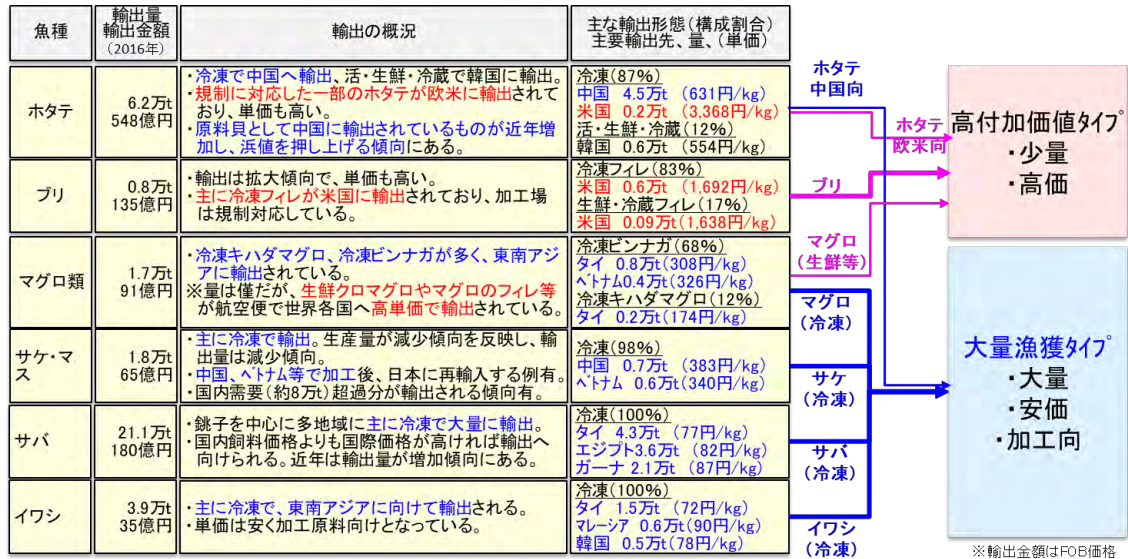 魚種
輸出量
輸出金額
(2016年)
輸出の概況
主な輸出形態(構成割合)
主要輸出先、量、(単価)
ホタテ
6.2万t
548億円
・冷凍で中国へ輸出、活・生鮮・冷蔵で韓国に輸出。
・規制に対応した一部のホタテが欧米に輸出されて
おり、単価も高い。
・原料貝として中国に輸出されているものが近年増
加し、浜値を押し上げる傾向にある。
冷凍(87%)
中国 4.5万t (631円/kg)
米国 0.2万t(3,368円/kg)
活・生鮮・冷蔵(12%)
韓国 0.6万t (554円/kg)
ブリ
0.8万t
135億円
・輸出は拡大傾向で、単価も高い。
・主に冷凍フィレが米国に輸出されており、加工場
は規制対応している。
冷凍フィレ(83%)
米国 0.6万t (1,692円/kg)
生鮮・冷蔵フィレ(17%)
米国 0.09万t(1,638円/kg)
マグロ類
1.7万t
91億円
・冷凍キハダマグロ、冷凍ビンナガが多く、東南アジ
アに輸出されている。
※量は僅だが、生鮮クロマグロやマグロのフィレ等
が航空便で世界各国へ高単価で輸出されている。
冷凍ビンナガ(68%)
タイ 0.8万t(308円/kg)
ベトナム0.4万t(326円/kg)
冷凍キハダマグロ(12%)
タイ 0.2万t(174円/kg)
サケ・マ
ス
1.8万t
65億円
・主に冷凍で輸出。生産量が減少傾向を反映し、輸
出量は減少傾向。
・中国、ベトナム等で加工後、日本に再輸入する例有。
・国内需要(約8万t)超過分が輸出される傾向有。
冷凍(98%)
中国 0.7万t (383円/kg)
ベトナム 0.6万t(340円/kg)
サバ
21.1万t
180億円
・銚子を中心に多地域に主に冷凍で大量に輸出。
・国内飼料価格よりも国際価格が高ければ輸出へ
向けられる。近年は輸出量が増加傾向にある。
冷凍(100%)
タイ 4.3万t (77円/kg)
エジプト3.6万t (82円/kg)
ガーナ 2.1万t (87円/kg)
イワシ
3.9万t
35億円
・主に冷凍で、東南アジアに向けて輸出される。
・単価は安く加工原料向けとなっている。
冷凍(100%)
タイ 1.5万t (72円/kg)
マレーシア 0.6万t(90円/kg)
韓国 0.5万t(78円/kg)
ホタテ
中国向
ホタテ
欧米向
ブリ
マグロ
(生鮮等)
マグロ
(冷凍)
サケ
(冷凍)
サバ
(冷凍)
イワシ
(冷凍)
高付加価値タイプ
・少量
・高価
大量漁獲タイプ
・大量
・安価
・加工向
※輸出金額はFOB価格